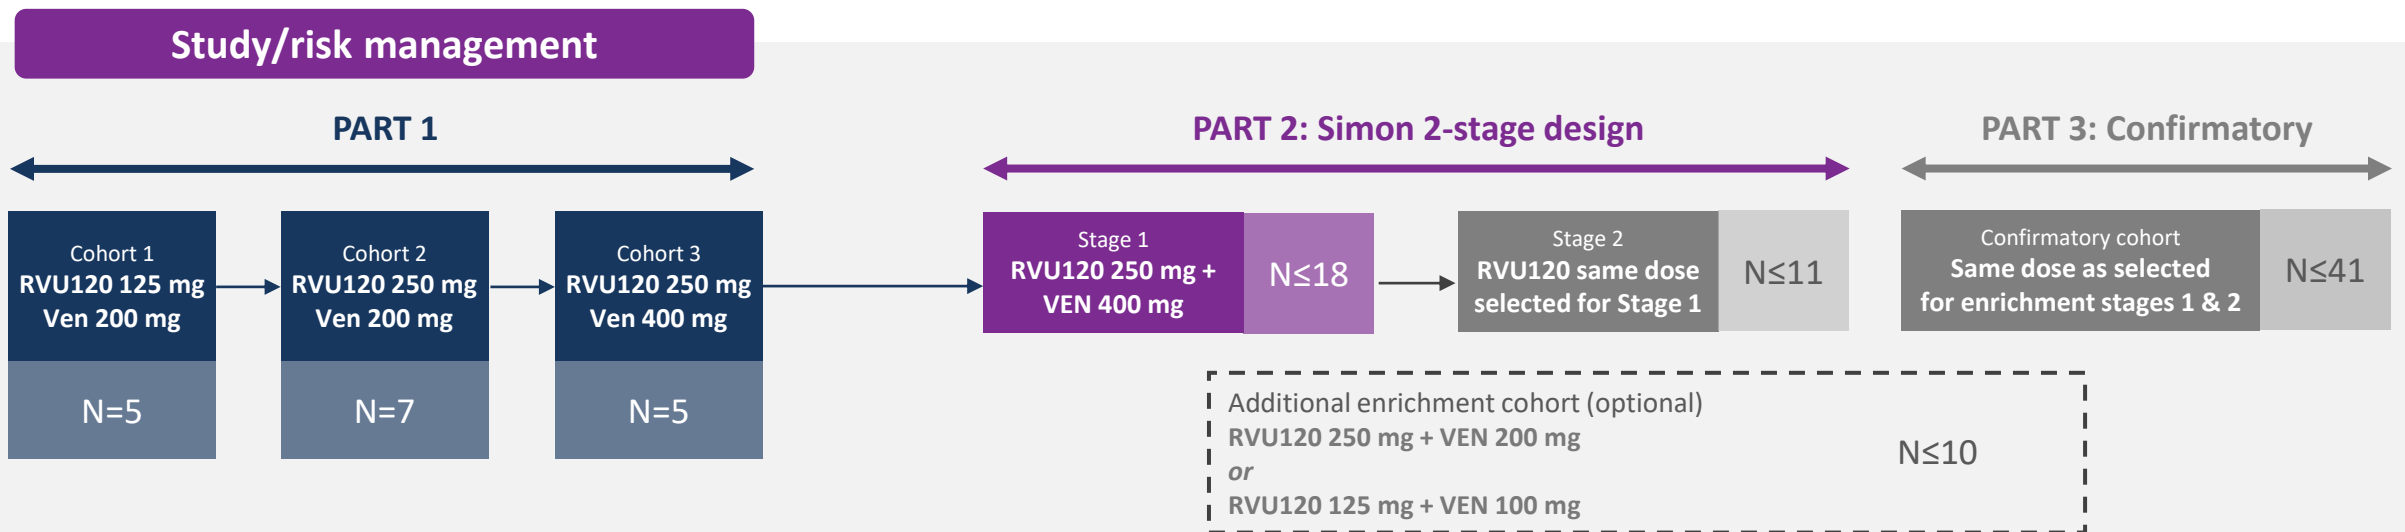 Study/risk management
PART 1
PART 2: Simon 2-stage design
PART 3: Confirmatory
Cohort 1
RVU120 125 mg
Ven 200 mg
N=5
Cohort 2
RVU120 250 mg
Ven 200 mg
N=7
Cohort 3
RVU120 250 mg
Ven 400 mg
N=5
Stage 1
RVU120 250 mg +
VEN 400 mg
N≤18
Stage 2
RVU120 same dose
selected for Stage 1
N≤11
Confirmatory cohort
Same dose as selected
for enrichment stages 1 & 2
N≤41
Additional enrichment cohort (optional)
RVU120 250 mg + VEN 200 mg
or
RVU120 125 mg + VEN 100 mg
N≤10